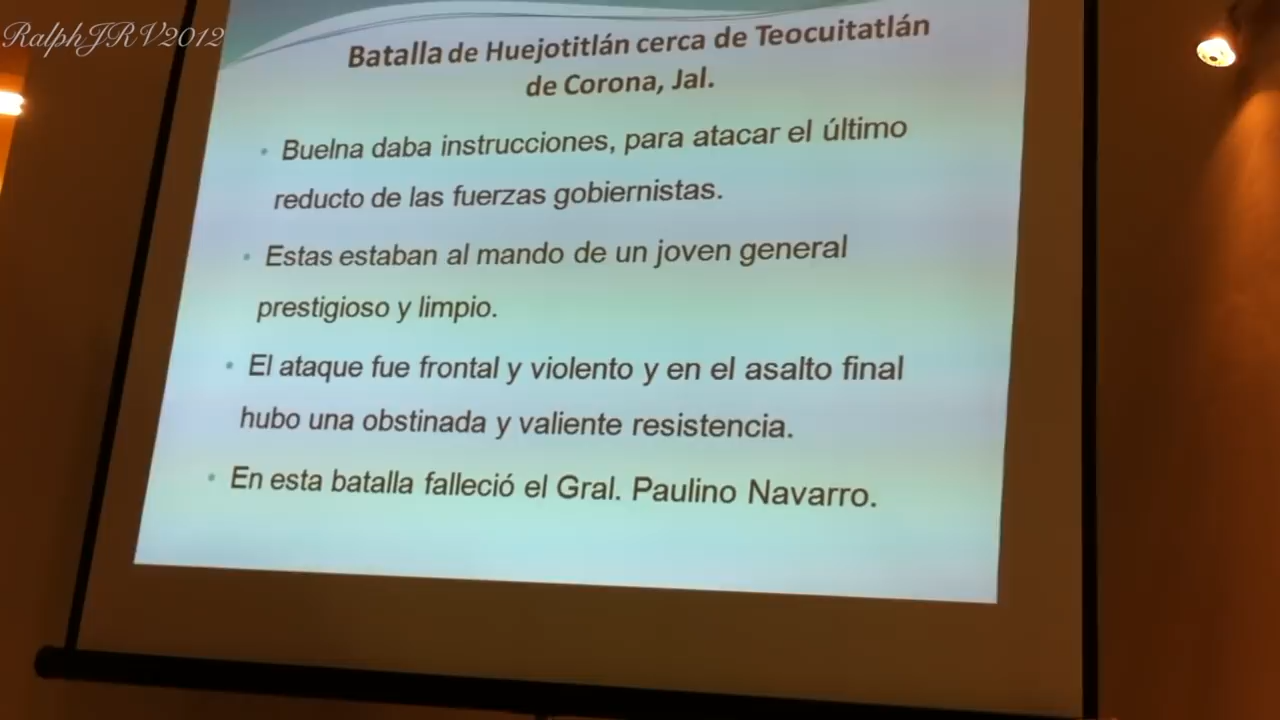 RalphJRV2012
Batalla de Huejotitlán cerca de Teocuitatlán
de Corona, Jal.
• Buelna daba instrucciones, para atacar el último
reducto de las fuerzas gobiernistas.
• Estas estaban al mando de un joven general
prestigioso y limpio.
• El ataque fue frontal y violento y en el asalto final
hubo una obstinada y valiente resistencia.
• En esta batalla falleció el Gral. Paulino Navarro.